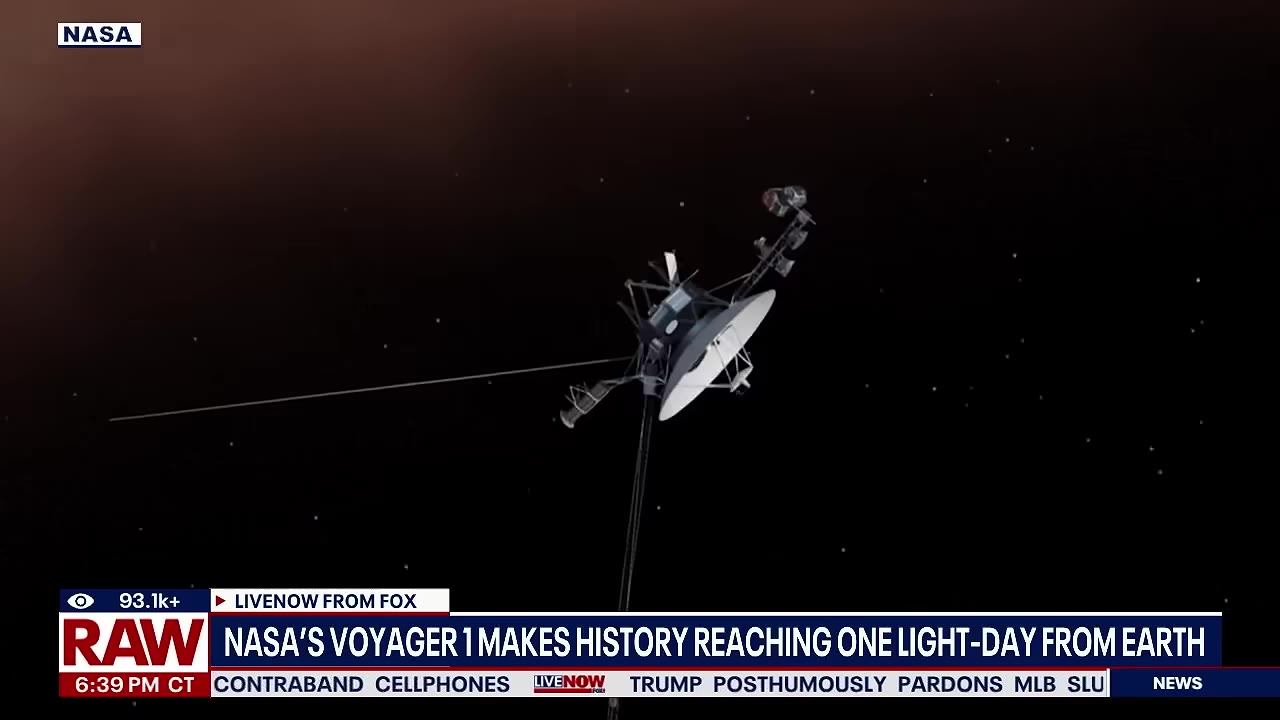 NASA
93.1k+
LIVENOW FROM FOX
RAW
NASA'S VOYAGER 1 MAKES HISTORY REACHING ONE LIGHT-DAY FROM EARTH
6:39 PM CT
CONTRABAND CELLPHONES LIVENOW FOX TRUMP POSTHUMOUSLY PARDONS MLB SLU
NEWS